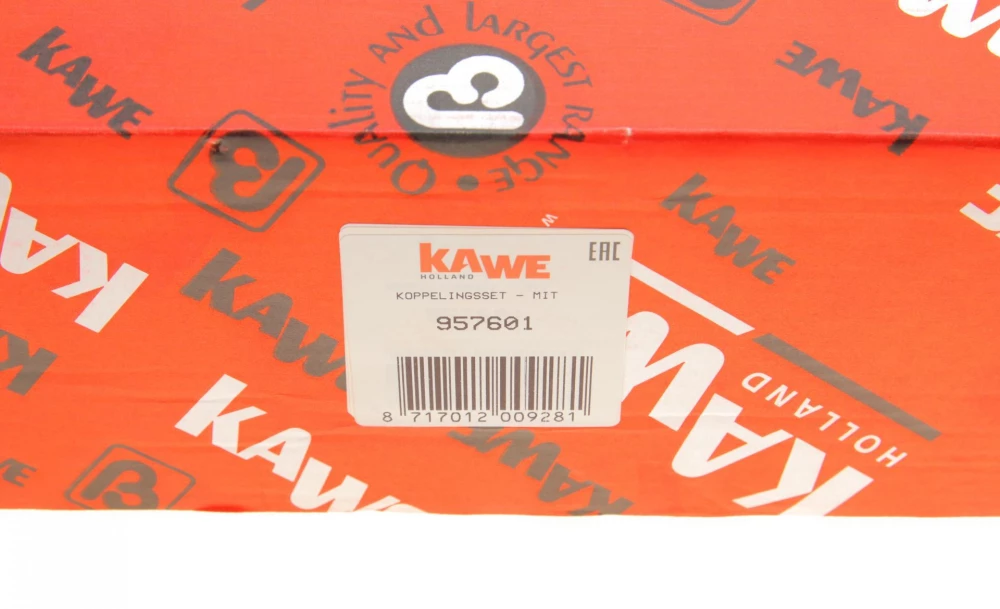 KAWE
QUALITY AND LARGEST RANGE
KAWE
KAWE
KAWE
HOLLAND
EAC
KOPPELINGSSET - MIT
957601
8 717012 009281
KAWE
KAWE
KAWE
HOLLAND